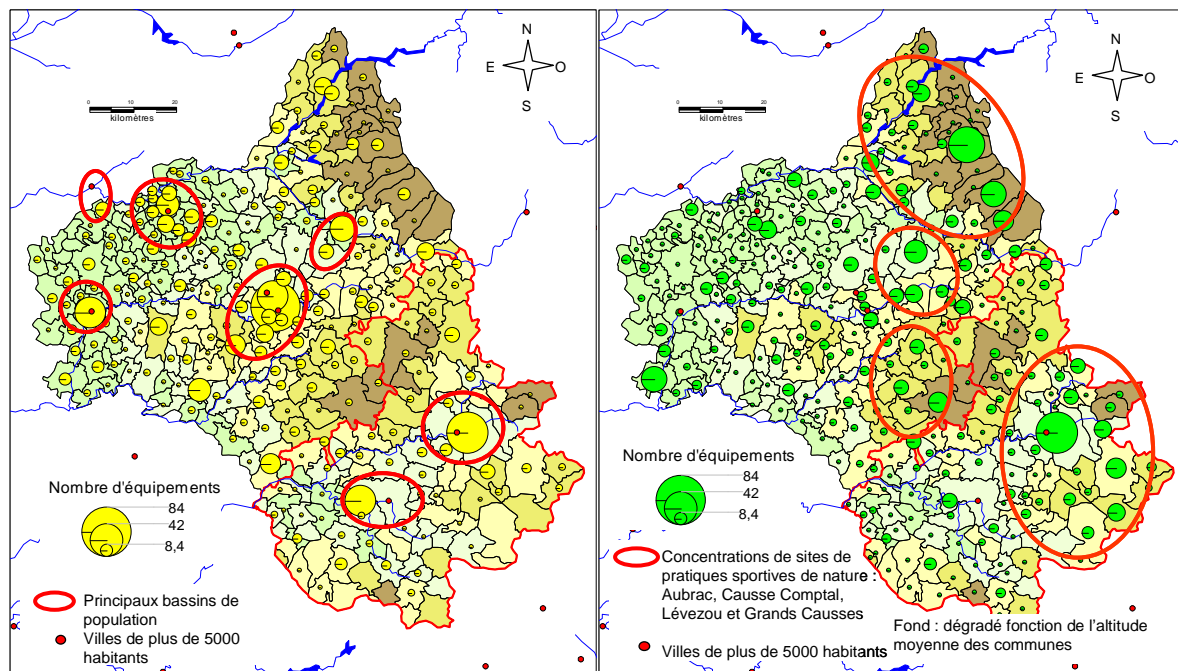 N
E O
S
0 10 20
kilomètres
Nombre d'équipements
84
42
8,4
Principaux bassins de
population
Villes de plus de 5000
habitants
N
E O
S
0 10 20
kilomètres
Nombre d'équipements
84
42
8,4
Concentrations de sites de
pratiques sportives de nature :
Aubrac, Causse Comptal,
Lévezou et Grands Causses
Villes de plus de 5000 habitants
Fond : dégradé fonction de l'altitude
moyenne des communes